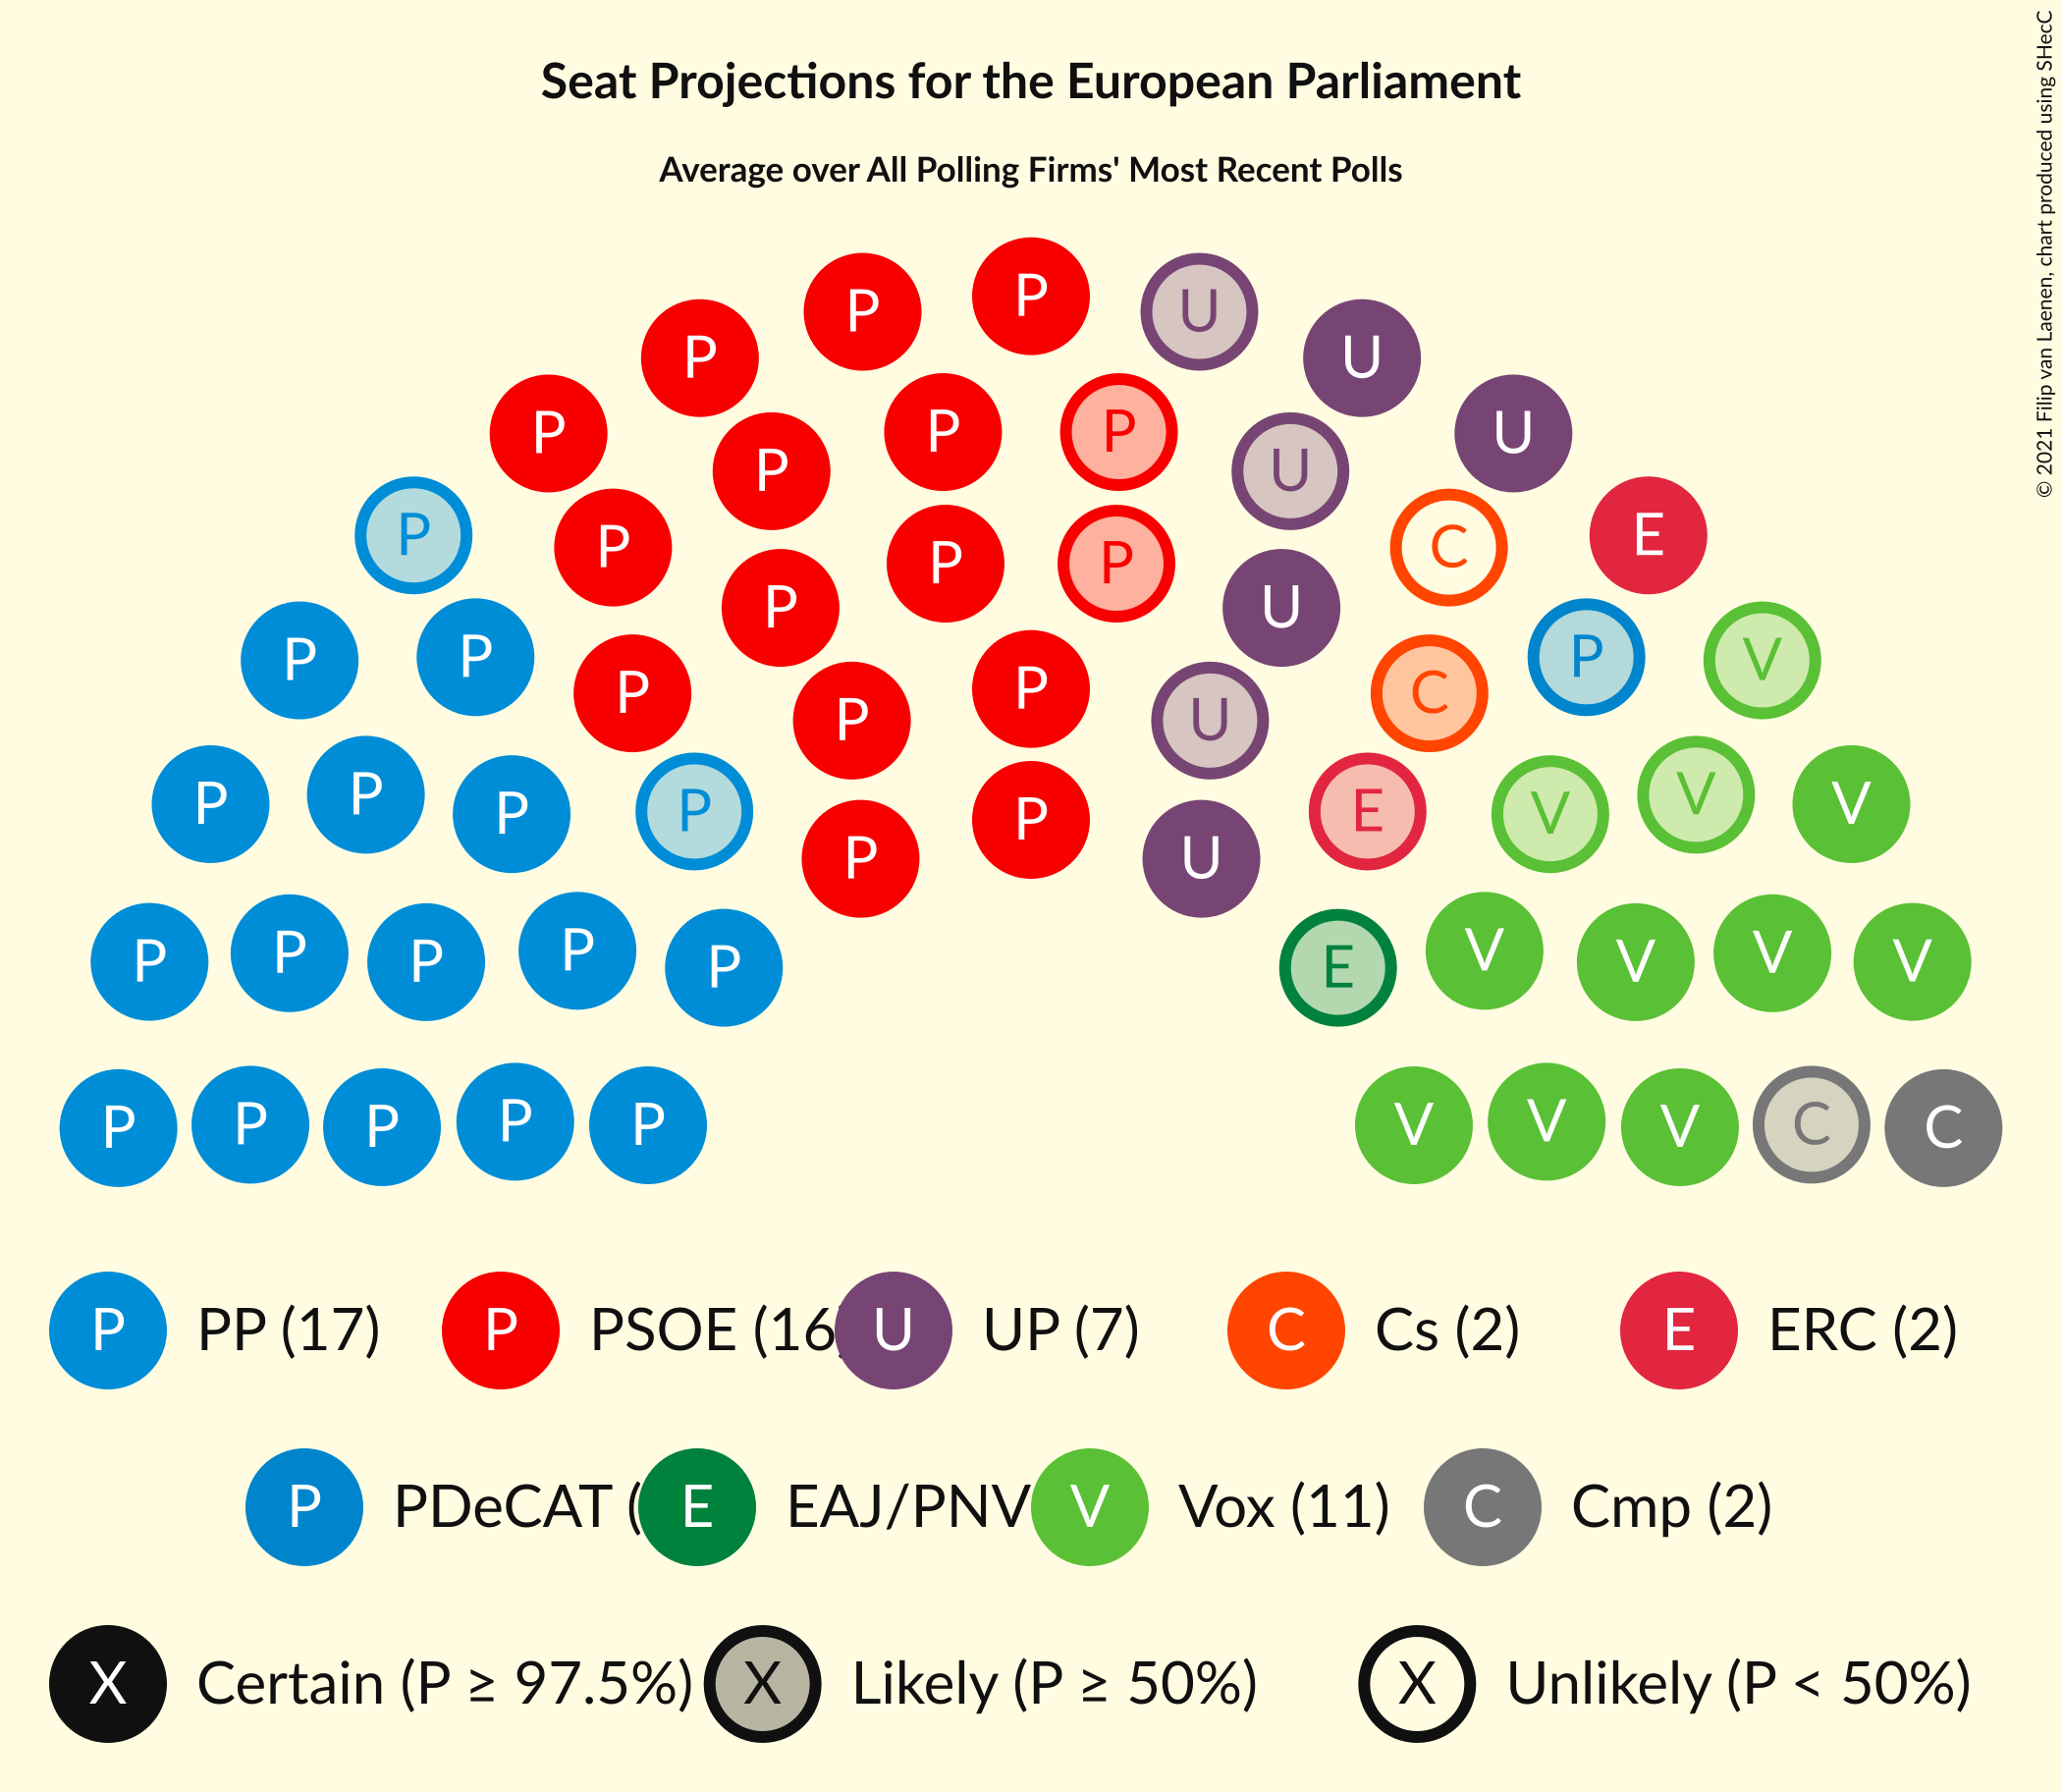 Seat Projections for the European Parliament
Average over All Polling Firms' Most Recent Polls
© 2021 Filip van Laenen, chart produced using SHecC
P P U
P U
P P P U
P U
P E
P C
P P
P U
P P P V
P P C
P U
P P P P P E V V V
P U
P P P P P E V V V V
P P P P P V V V C C
P PP (17) P PSOE (16 U UP (7) C Cs (2) E ERC (2)
P PDeCAT ( E EAJ/PNV V Vox (11) C Cmp (2)
X Certain (P ≥ 97.5%) X Likely (P ≥ 50%) X Unlikely (P < 50%)